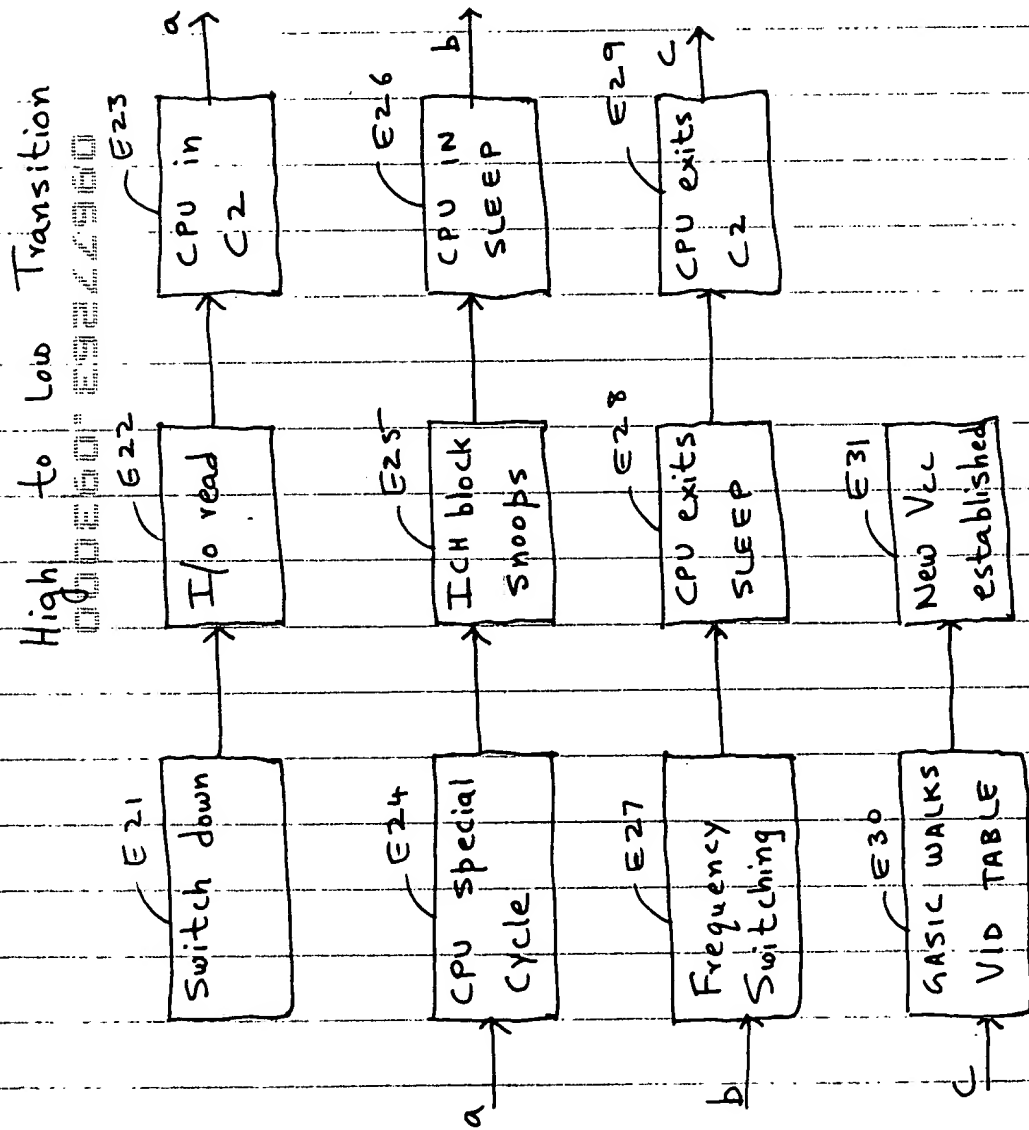 High to Low Transition
E21
Switch down
E22
I/o read
E23
CPU in
C2
a
a
E24
CPU special
Cycle
E25
ICH block
Snoops
E26
CPU IN
SLEEP
b
b
E27
Frequency
Switching
E28
CPU exits
SLEEP
E29
CPU exits
C2
c
c
E30
GASIC WALKS
VID TABLE
E31
New Vcc
established